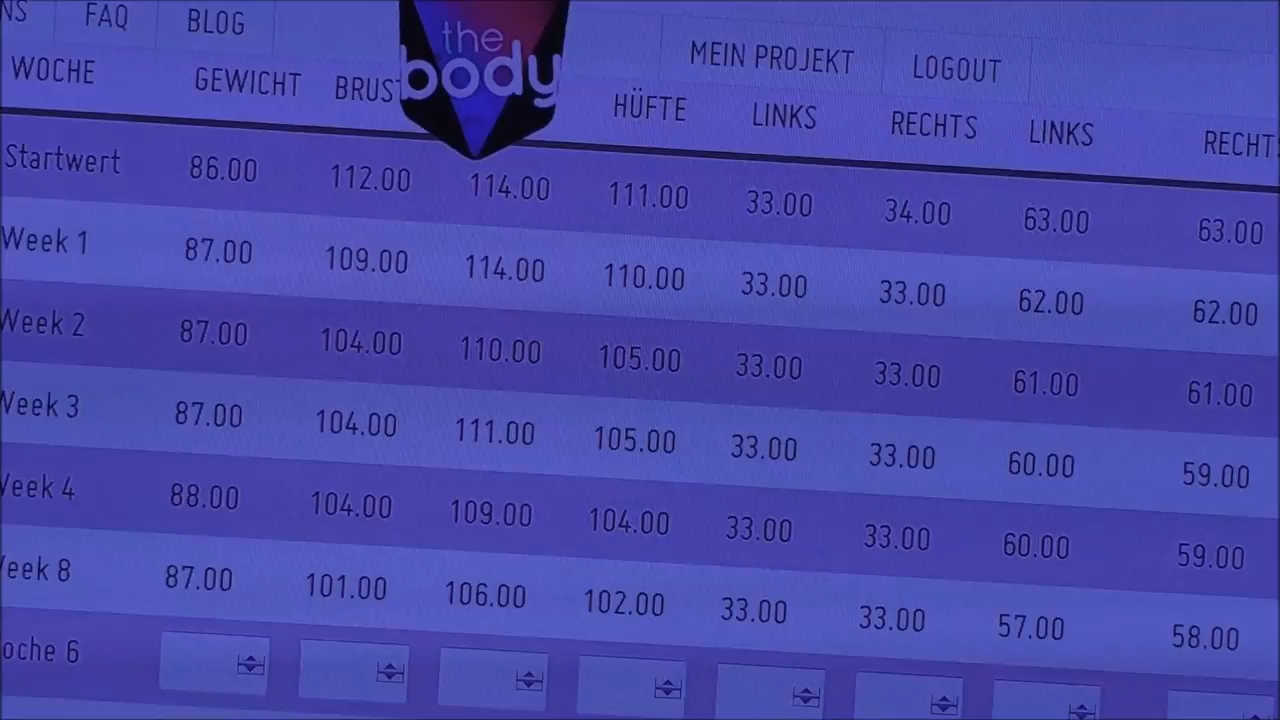 NS FAQ BLOG MEIN PROJEKT LOGOUT
the
body
WOCHE GEWICHT BRUST HÜFTE LINKS RECHTS LINKS RECHT
Startwert 86.00 112.00 114.00 111.00 33.00 34.00 63.00 63.00
Week 1 87.00 109.00 114.00 110.00 33.00 33.00 62.00 62.00
Week 2 87.00 104.00 110.00 105.00 33.00 33.00 61.00 61.00
Week 3 87.00 104.00 111.00 105.00 33.00 33.00 60.00 59.00
Week 4 88.00 104.00 109.00 104.00 33.00 33.00 60.00 59.00
eek 8 87.00 101.00 106.00 102.00 33.00 33.00 57.00 58.00
oche 6